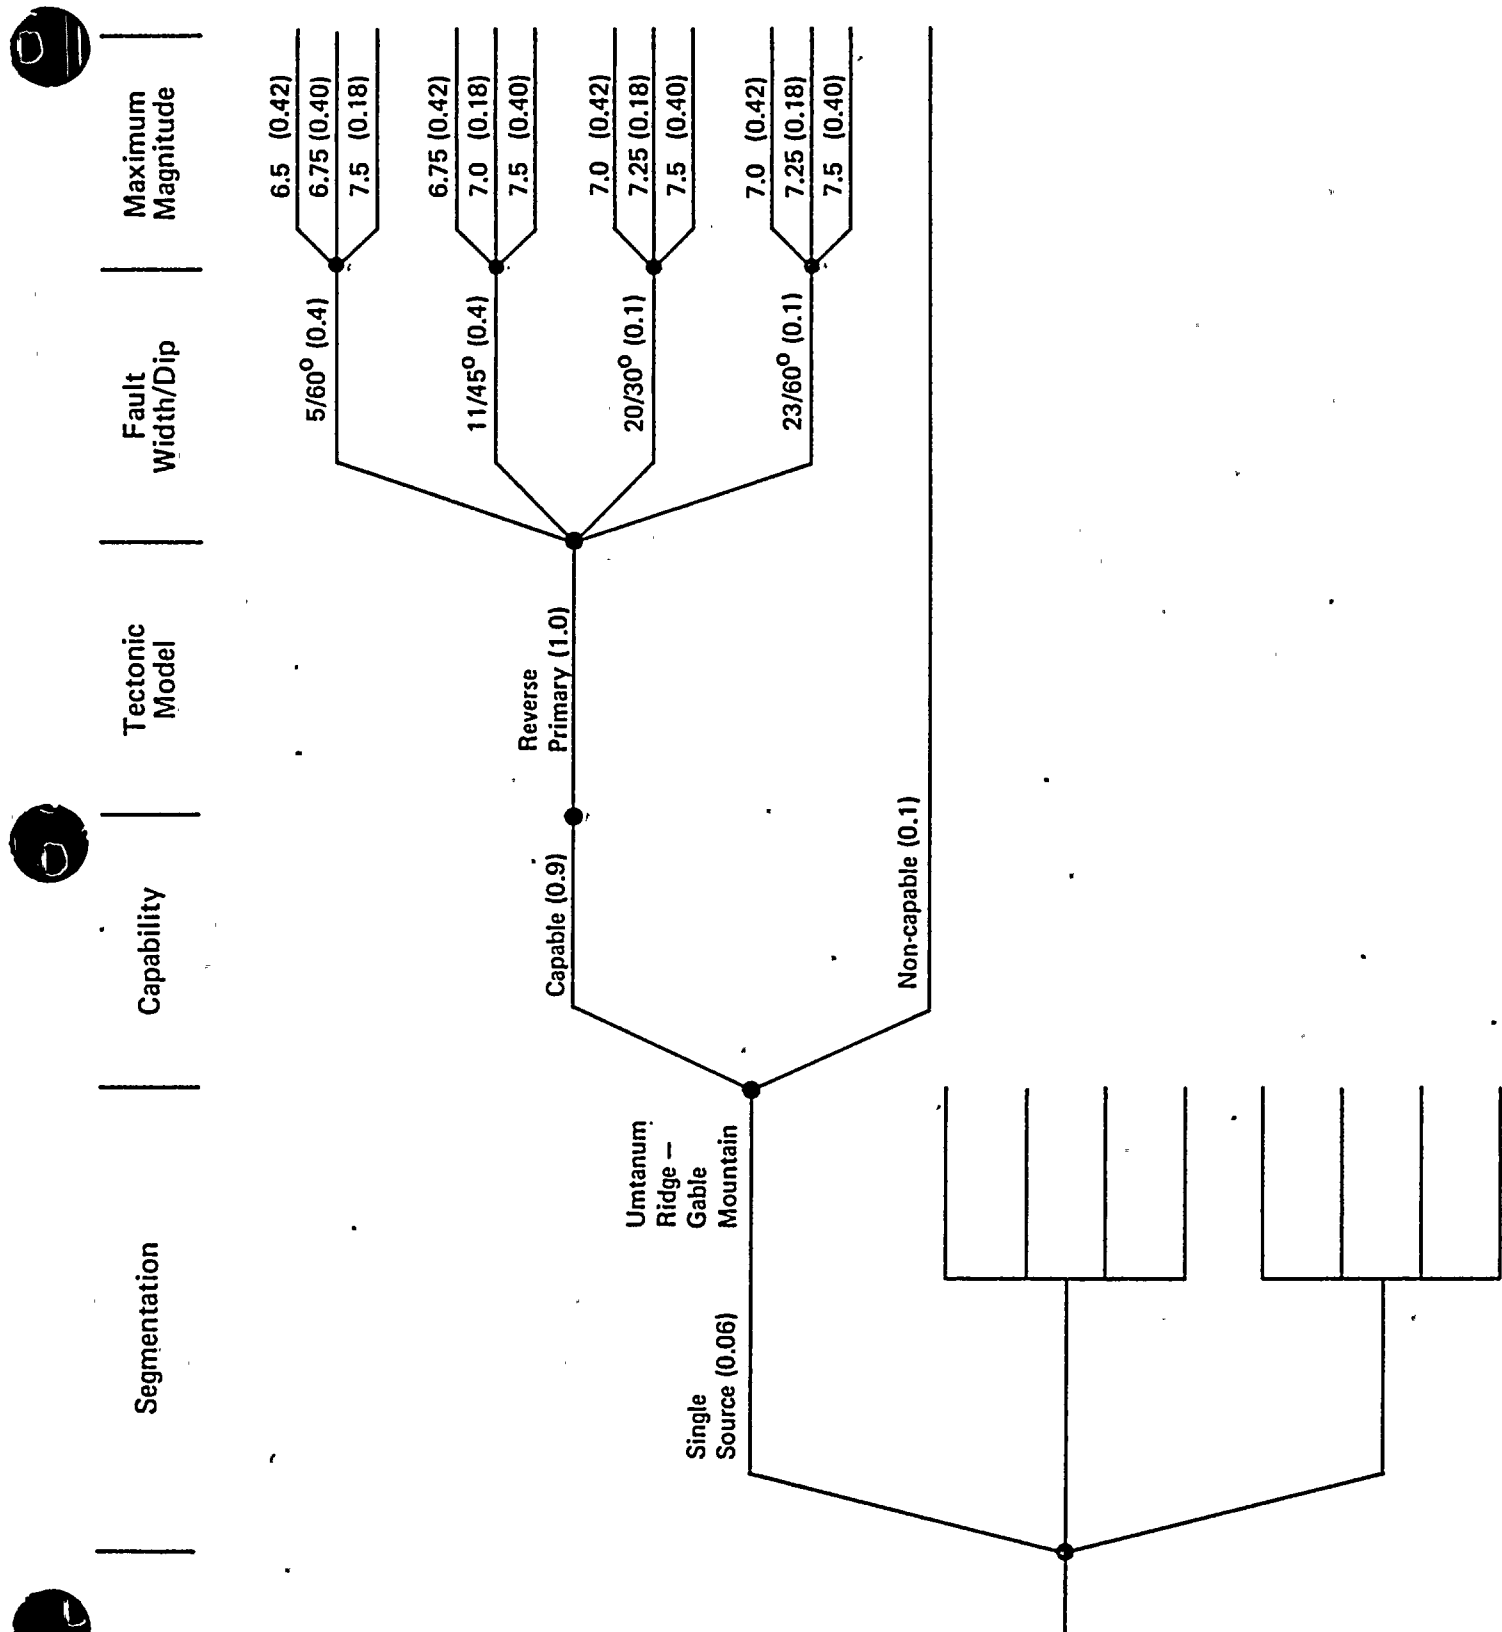 Segmentation
Capability
Tectonic
Model
Fault
Width/Dip
Maximum
Magnitude
6.5 (0.42)
6.75 (0.40)
7.5 (0.18)
5/60º (0.4)
6.75 (0.42)
7.0 (0.18)
7.5 (0.40)
11/45º (0.4)
Reverse
Primary (1.0)
Capable (0.9)
7.0 (0.42)
7.25 (0.18)
7.5 (0.40)
20/30º (0.1)
Umtanum
Ridge –
Gable
Mountain
Single
Source (0.06)
7.0 (0.42)
7.25 (0.18)
7.5 (0.40)
23/60º (0.1)
Non-capable (0.1)